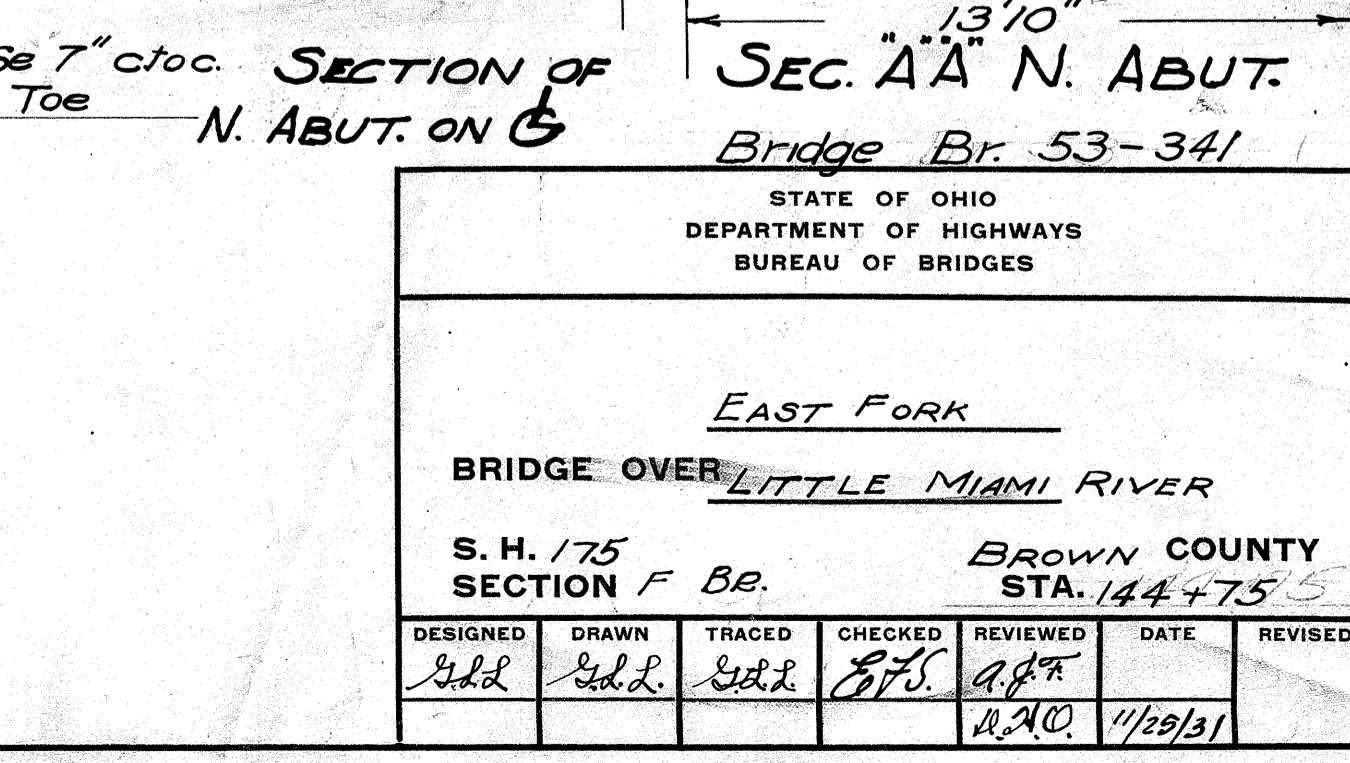 13'10"
se 7" ctoc.
Toe
SECTION OF
N. ABUT. ON ℄
SEC. "A" "A" N. ABUT.
Bridge Br. 53-341
STATE OF OHIO
DEPARTMENT OF HIGHWAYS
BUREAU OF BRIDGES
EAST FORK
BRIDGE OVER LITTLE MIAMI RIVER
S. H. 175 BROWN COUNTY
SECTION F BR. STA. 144+75
DESIGNED DRAWN TRACED CHECKED REVIEWED DATE REVISED
G.L.L G.L.L. G.L.L. E.F.S. A.J.F.
D.H.O. 11/25/31